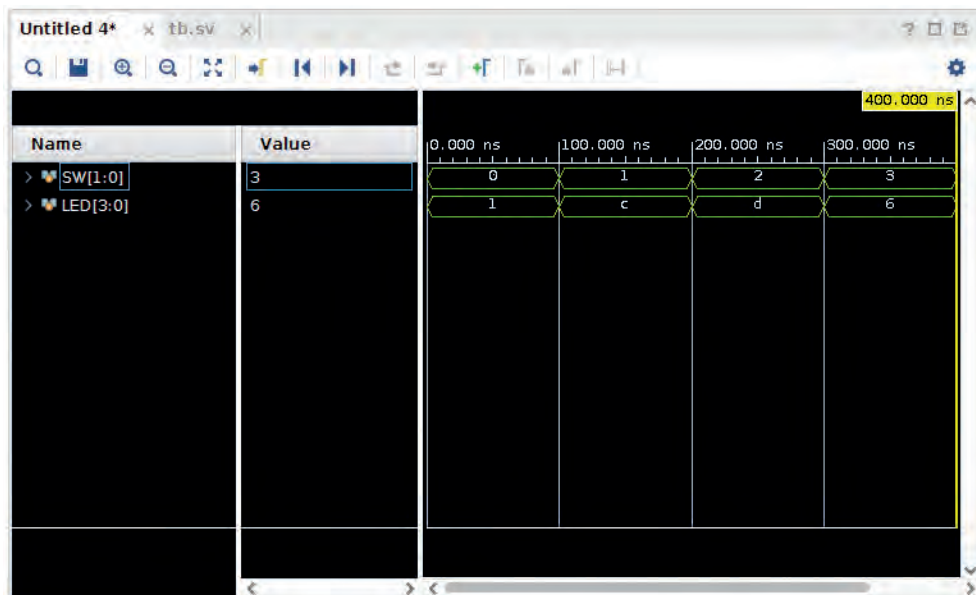 Untitled 4* × tb.sv ×
400.000 ns
Name Value 0.000 ns 100.000 ns 200.000 ns 300.000 ns
SW[1:0] 3 0 1 2 3
LED[3:0] 6 1 c d 6